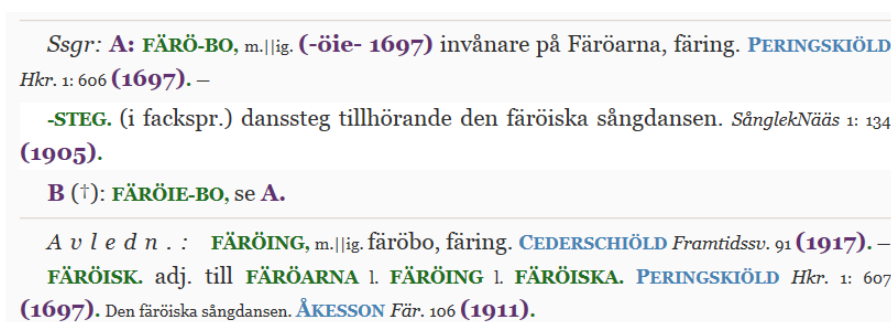 Ssgr: A: FÄRÖ-BO, m.||ig. (-öie- 1697) invånare på Färöarna, färing. PERINGSKIÖLD
Hkr. 1: 606 (1697). —
-STEG. (i fackspr.) danssteg tillhörande den färöiska sångdansen. SånglekNääs 1: 134
(1905).
B (†): FÄRÖIE-BO, se A.
Avledn.: FÄRÖING, m.||ig. färöbo, färing. CEDERSCHIÖLD Framtidssv. 91 (1917). —
FÄRÖISK. adj. till FÄRÖARNA l. FÄRÖING l. FÄRÖISKA. PERINGSKIÖLD Hkr. 1: 607
(1697). Den färöiska sångdansen. ÅKESSON Fär. 106 (1911).